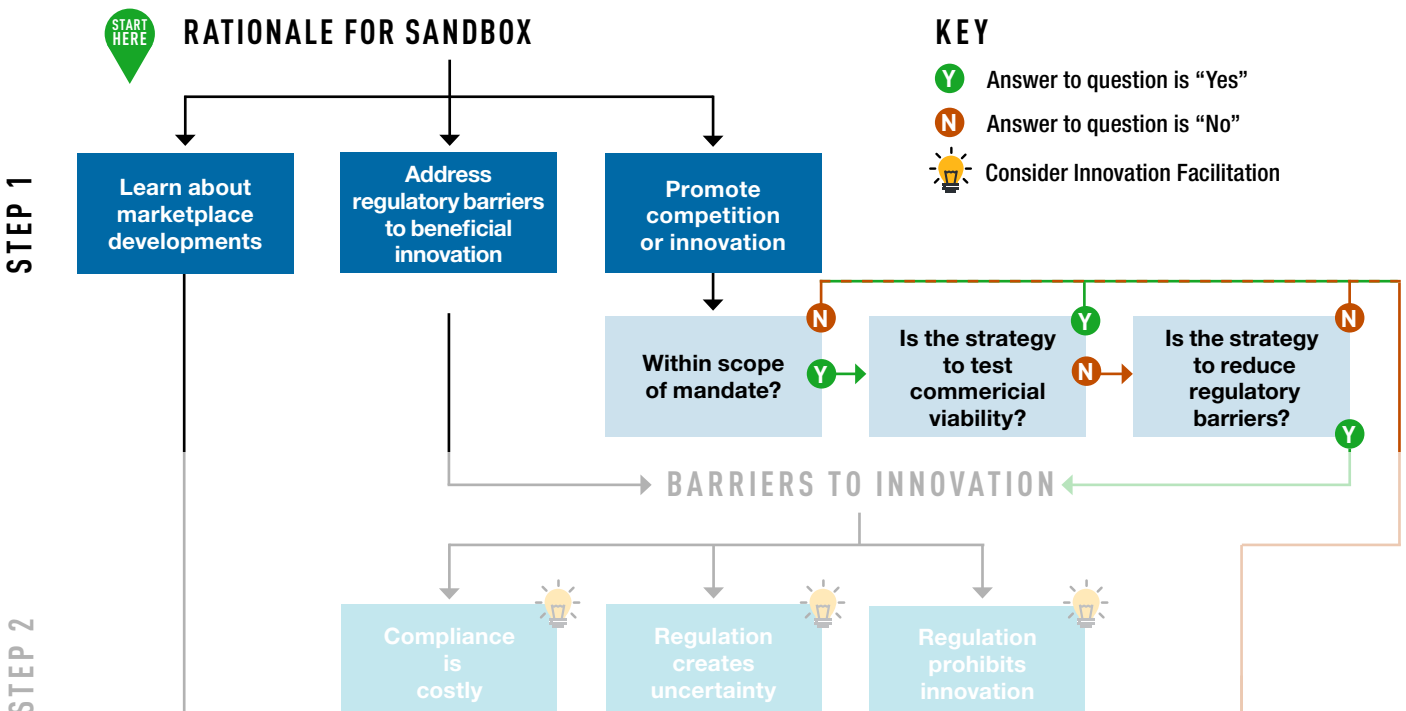 START
HERE
RATIONALE FOR SANDBOX
KEY
Y Answer to question is “Yes”
N Answer to question is “No”
Consider Innovation Facilitation
STEP 1
Learn about
marketplace
developments
Address
regulatory barriers
to beneficial
innovation
Promote
competition
or innovation
Within scope
of mandate?
N
Y
Is the strategy
to test
commericial
viability?
Y
N
Is the strategy
to reduce
regulatory
barriers?
N
Y
BARRIERS TO INNOVATION
STEP 2
Compliance
is
costly
Regulation
creates
uncertainty
Regulation
prohibits
innovation